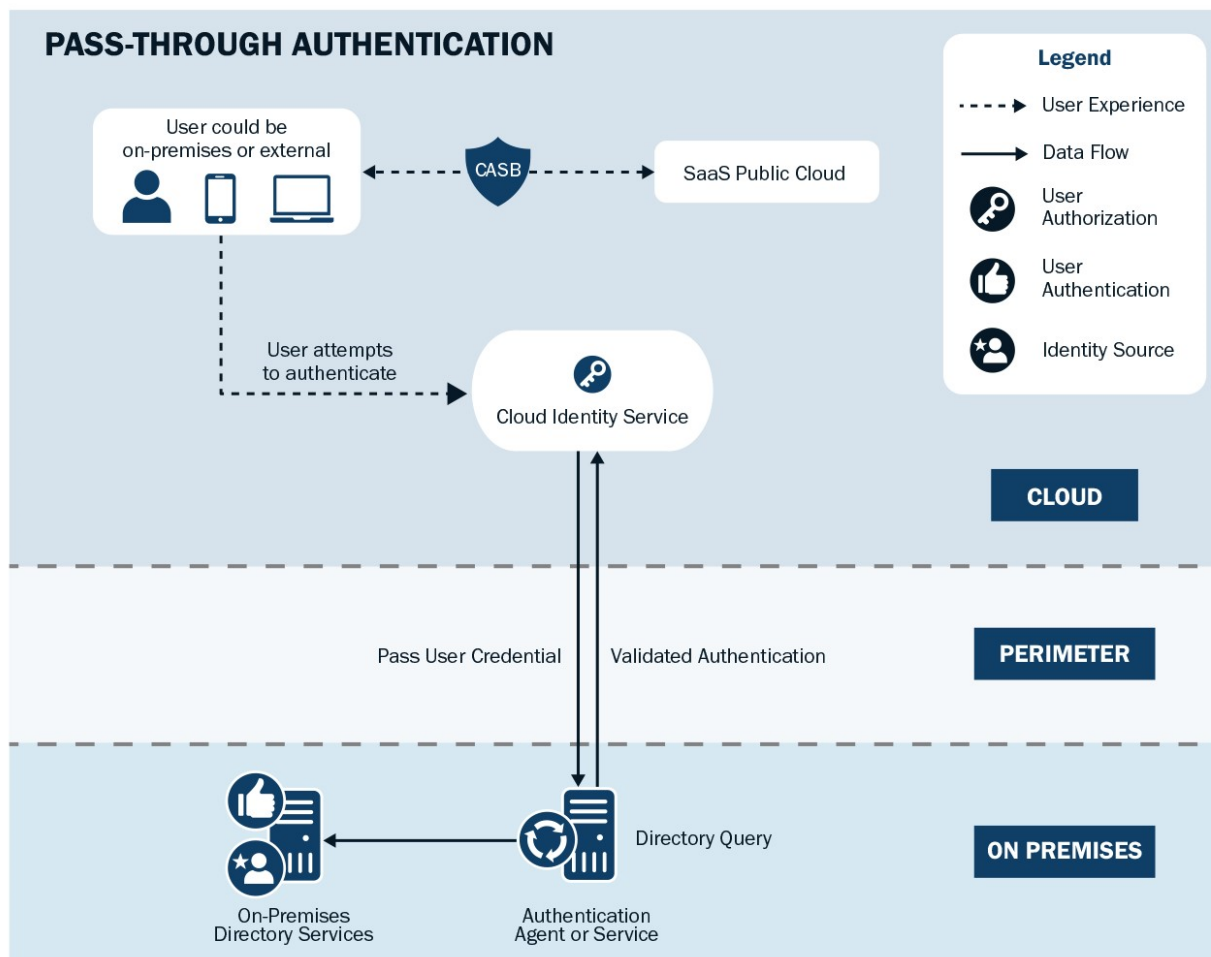 PASS-THROUGH AUTHENTICATION
User could be
on-premises or external
CASB
SaaS Public Cloud
Legend
User Experience
Data Flow
User
Authorization
User
Authentication
Identity Source
User attempts
to authenticate
Cloud Identity Service
CLOUD
Pass User Credential
Validated Authentication
PERIMETER
Directory Query
ON PREMISES
On-Premises
Directory Services
Authentication
Agent or Service